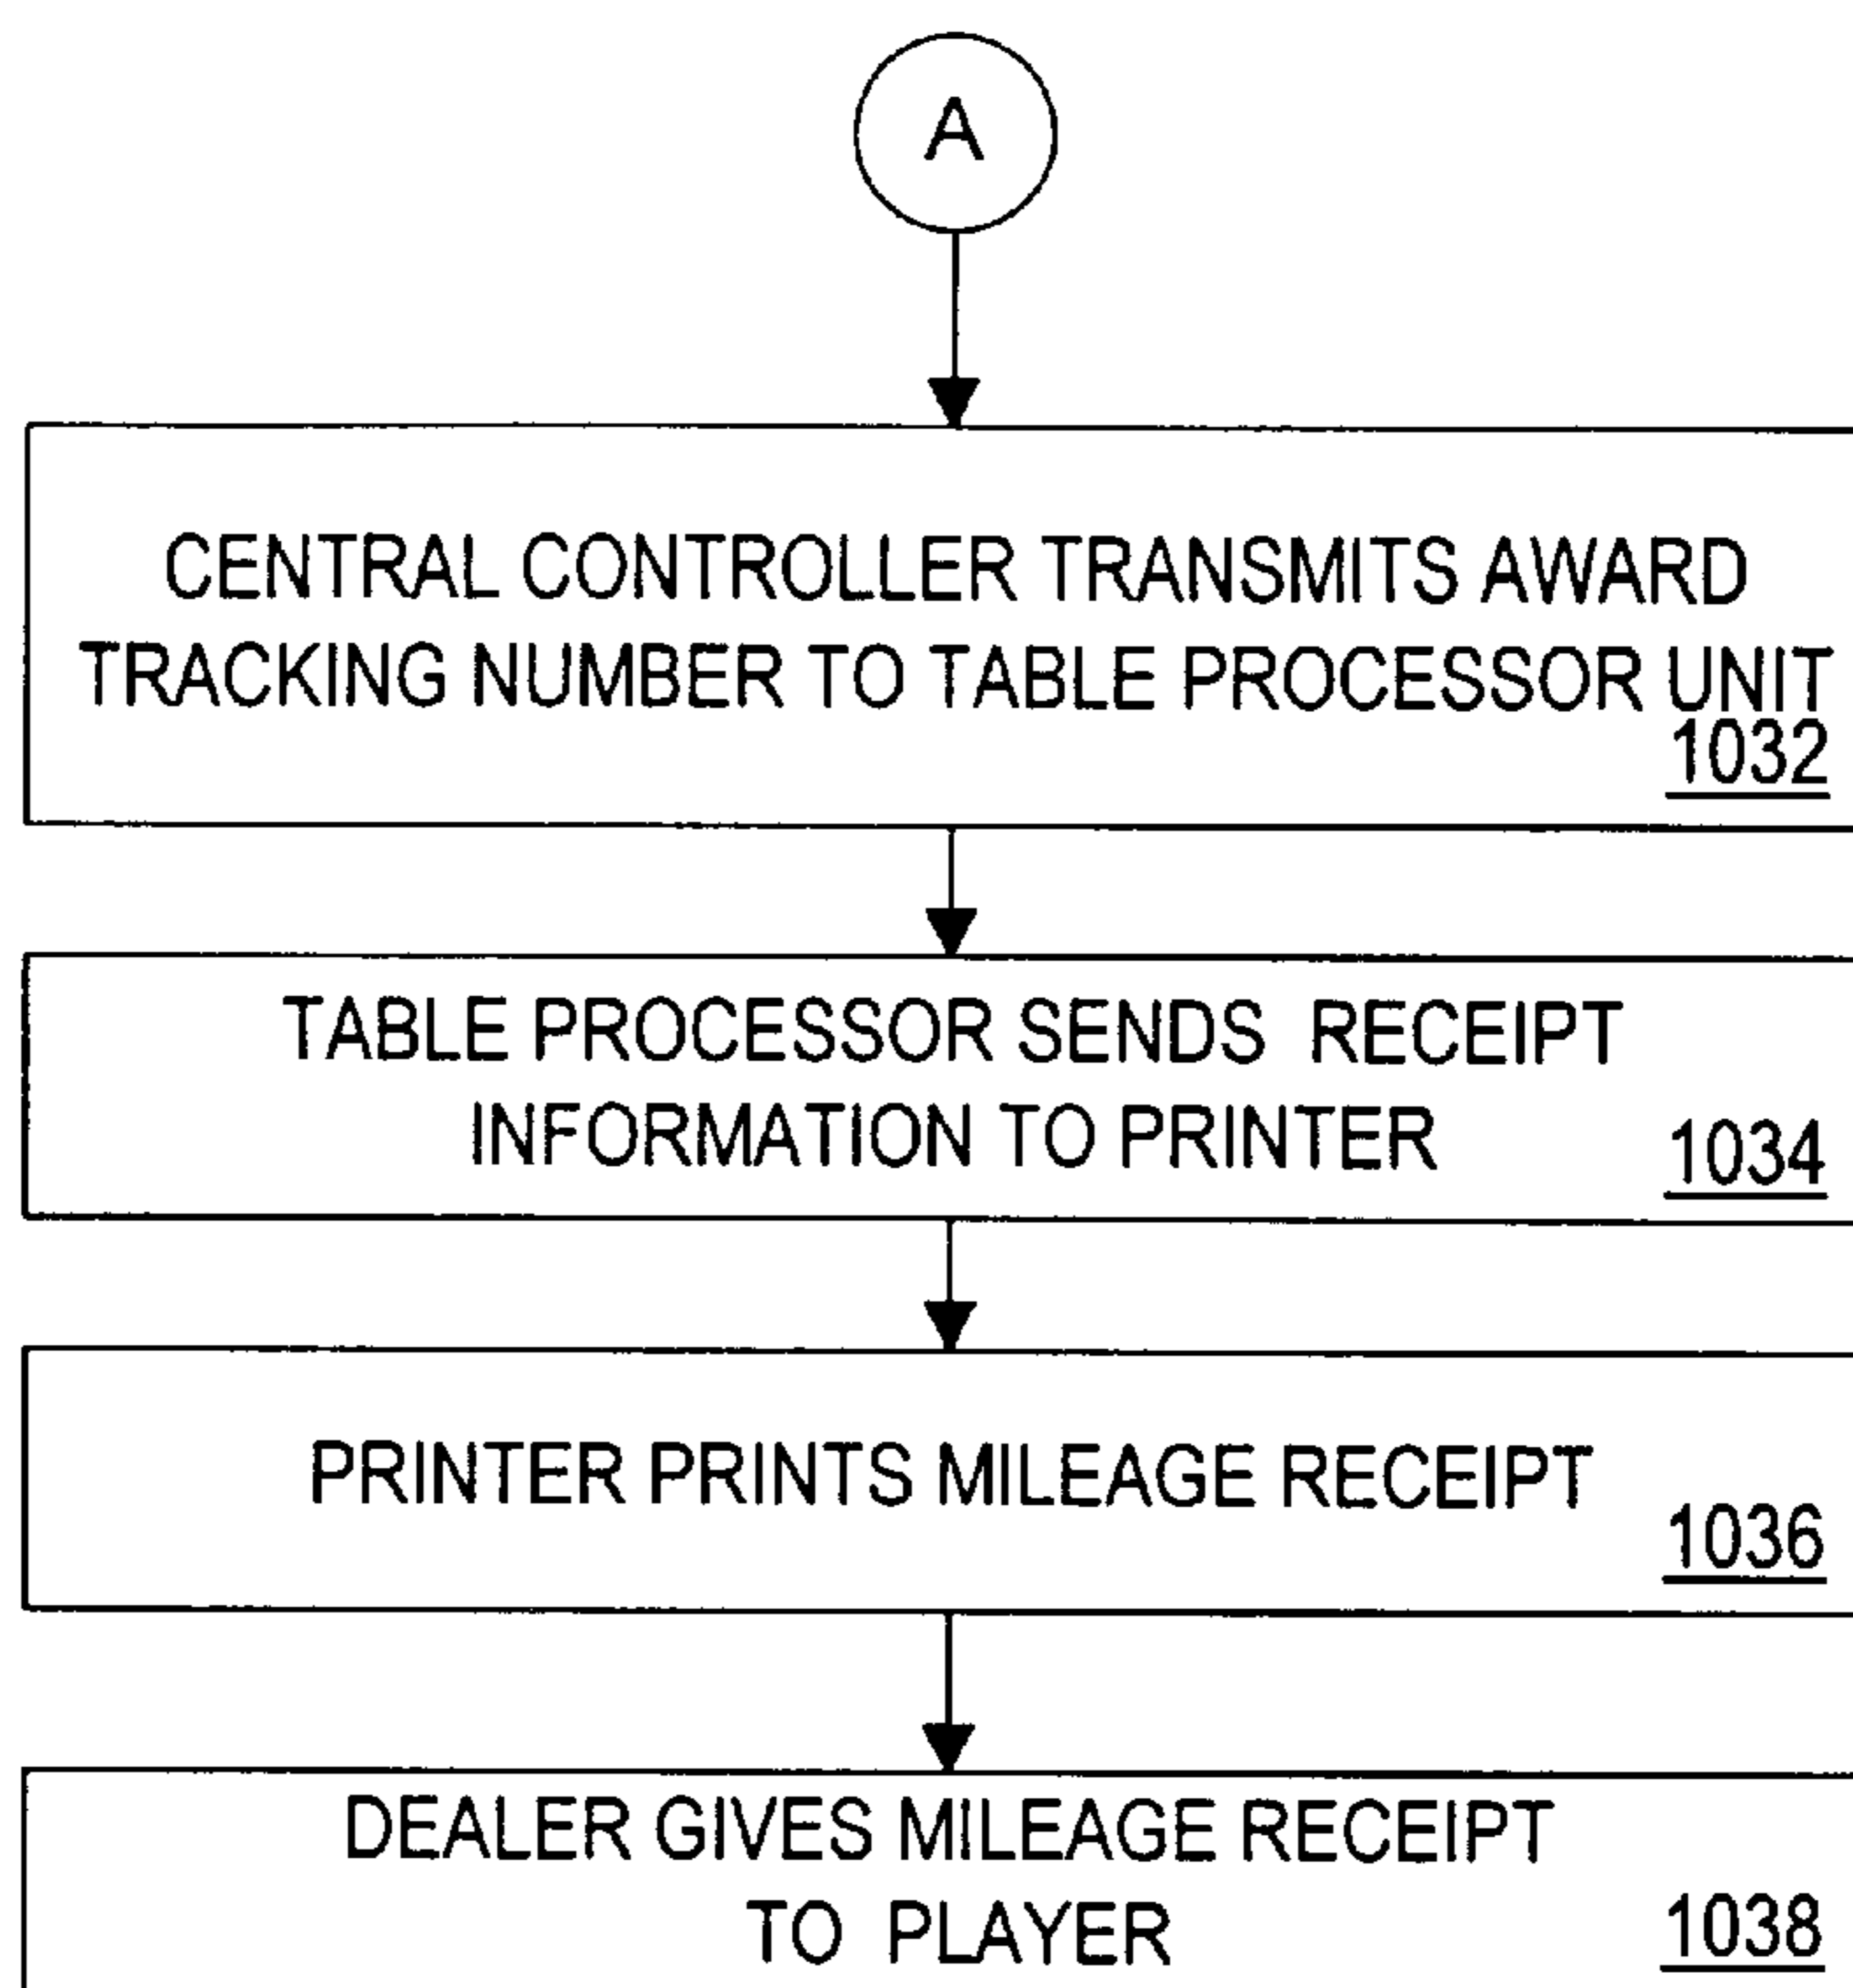 A
CENTRAL CONTROLLER TRANSMITS AWARD
TRACKING NUMBER TO TABLE PROCESSOR UNIT
1032
TABLE PROCESSOR SENDS RECEIPT
INFORMATION TO PRINTER
1034
PRINTER PRINTS MILEAGE RECEIPT
1036
DEALER GIVES MILEAGE RECEIPT
TO PLAYER
1038